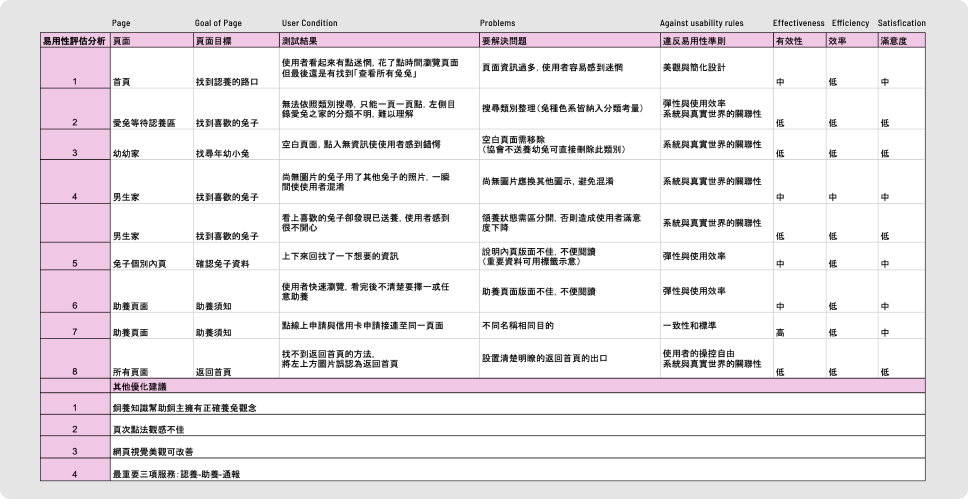 Page Goal of Page User Condition Problems Against usability rules Effectiveness Efficiency Satisfaction
易用性評估分析 頁面 頁面目標 測試結果 要解決問題 違反易用性準則 有效性 效率 滿意度
1 首頁 找到認養的路口
使用者看起來有點迷惘，花了點時間瀏覽頁面
但最後還是有找到「查看所有兔兔」
頁面資訊過多，使用者容易感到迷惘
美觀與簡化設計
中 低 中
2 愛兔等待認養區 找到喜歡的兔子
無法依照類別搜尋，只能一頁一頁點，左側目
錄愛兔之家的分類不明，難以理解
搜尋類別整理（兔種色系皆納入分類考量）
彈性與使用效率
系統與真實世界的關聯性
低 低 低
3 幼幼家 找尋年幼小兔
空白頁面，點入無資訊使使用者感到錯愕
空白頁面需移除
（協會不送養幼兔可直接刪除此類別）
系統與真實世界的關聯性
低 低 低
4 男生家 找到喜歡的兔子
尚無圖片的兔子用了其他兔子的照片，一瞬
間使使用者混淆
尚無圖片應換其他圖示，避免混淆
系統與真實世界的關聯性
中 中 中
男生家 找到喜歡的兔子
看上喜歡的兔子卻發現已送養，使用者感到
很不開心
領養狀態需區分開，否則造成使用者滿意
度下降
系統與真實世界的關聯性
低 低 低
5 兔子個別內頁 確認兔子資料
上下來回找了一下想要的資訊
說明內頁版面不佳，不便閱讀
（重要資料可用標籤示意）
彈性與使用效率
中 低 中
6 助養頁面 助養須知
使用者快速瀏覽，看完後不清楚要擇一或任
意助養
助養頁面版面不佳，不便閱讀
彈性與使用效率
中 低 中
7 助養頁面 助養須知
點線上申請與信用卡申請接連至同一頁面
不同名稱相同目的
一致性和標準
高 低 中
8 所有頁面 返回首頁
找不到返回首頁的方法，
將左上方圖片誤認為返回首頁
設置清楚明瞭的返回首頁的出口
使用者的操控自由
系統與真實世界的關聯性
低 低 低
其他優化建議
1 飼養知識幫助飼主擁有正確養兔觀念
2 頁次點法觀感不佳
3 網頁視覺美觀可改善
4 最重要三項服務：認養-助養-通報